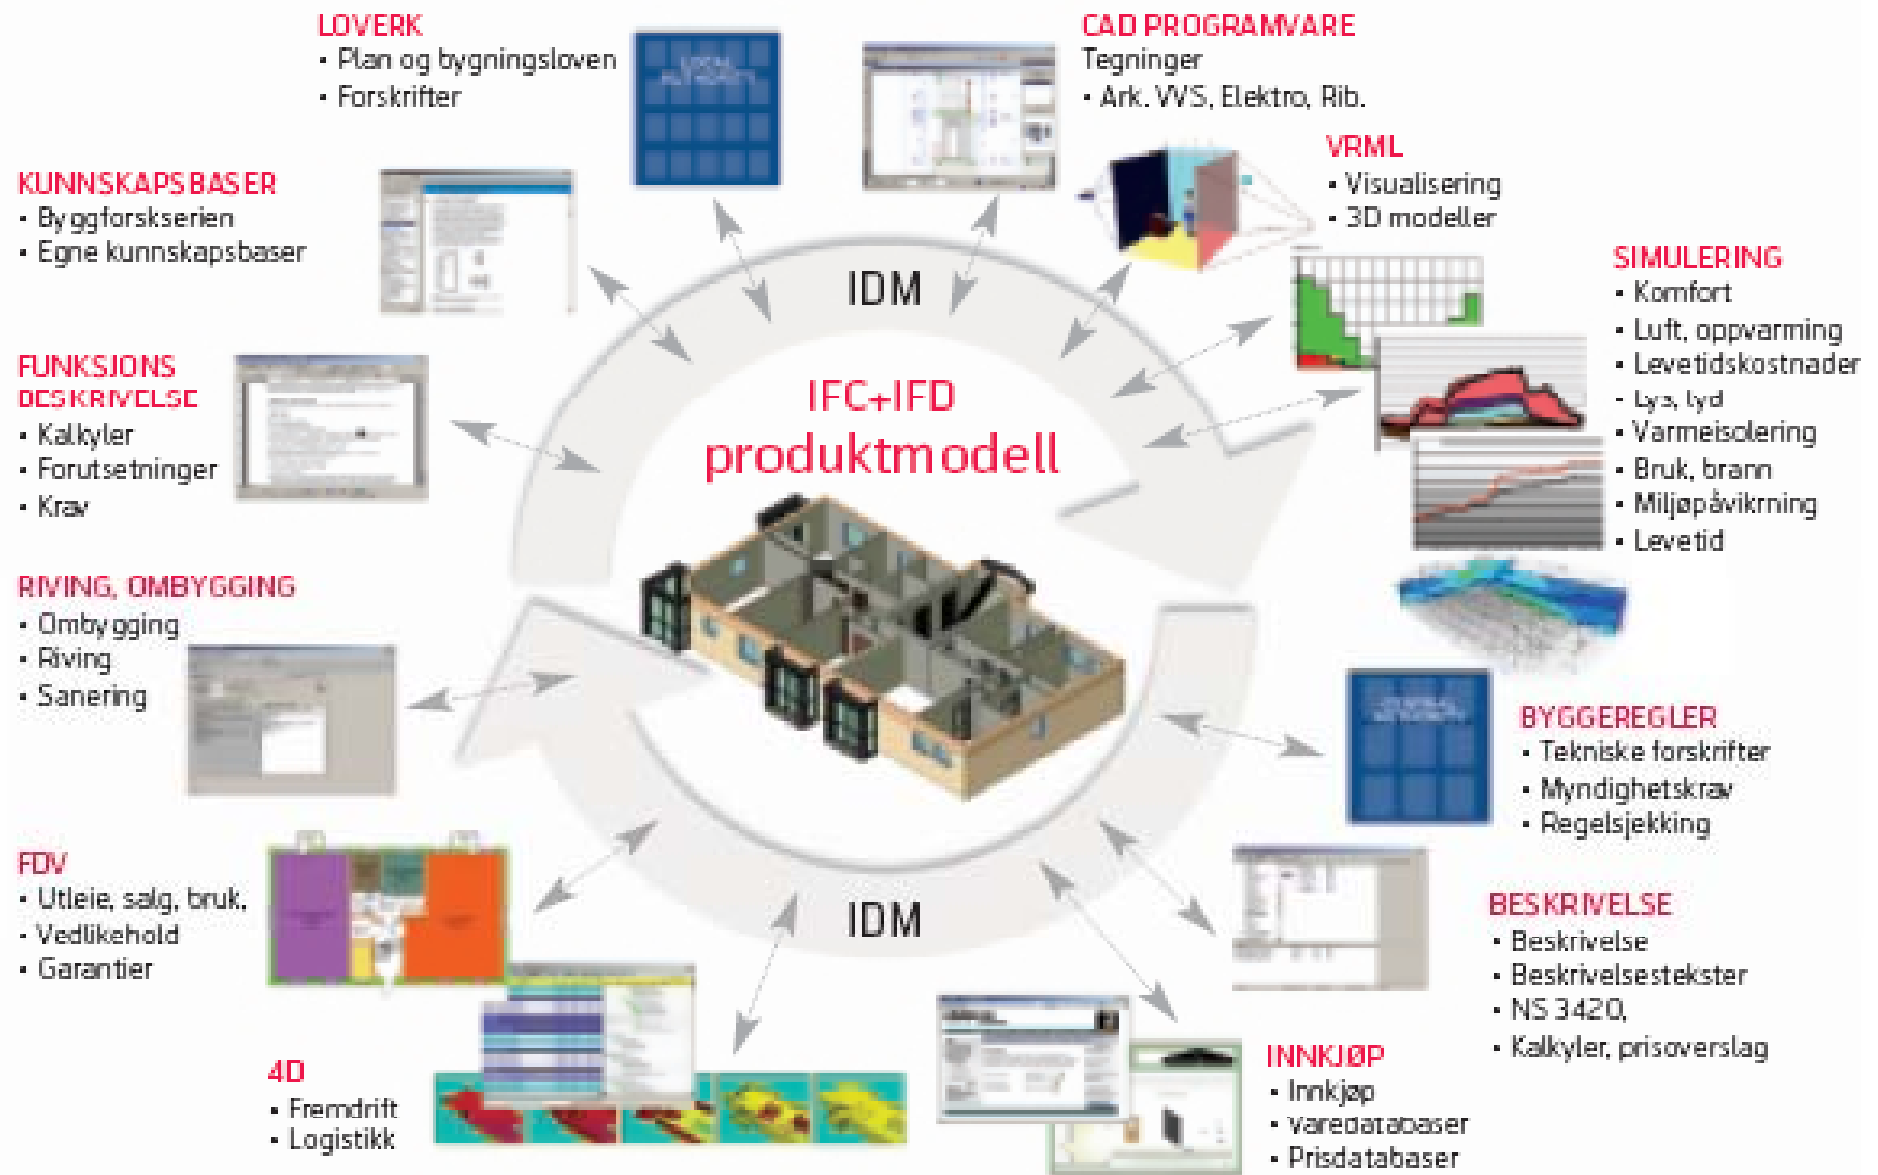 LOVERK
• Plan og bygningsloven
• Forskrifter
CAD PROGRAMVARE
Tegninger
• Ark. VVS, Elektro, Rib.
VRML
• Visualisering
• 3D modeller
KUNNSKAPSBASER
• Byggforskserien
• Egne kunnskapsbaser
SIMULERING
• Komfort
• Luft, oppvarming
• Levetidskostnader
• Lys, lyd
• Varmeisolering
• Bruk, brann
• Miljøpåvikrning
• Levetid
IDM
FUNKSJONS
BESKRIVELSE
• Kalkyler
• Forutsetninger
• Krav
IFC+IFD
produktmodell
RIVING, OMBYGGING
• Ombygging
• Riving
• Sanering
BYGGEREGLER
• Tekniske forskrifter
• Myndighetskrav
• Regelsjekking
FDV
• Utleie, salg, bruk,
• Vedlikehold
• Garantier
IDM
BESKRIVELSE
• Beskrivelse
• Beskrivelsestekster
• NS 3420,
• Kalkyler, prisoverslag
4D
• Fremdrift
• Logistikk
INNKJØP
• Innkjøp
• Varedatabaser
• Prisdatabaser